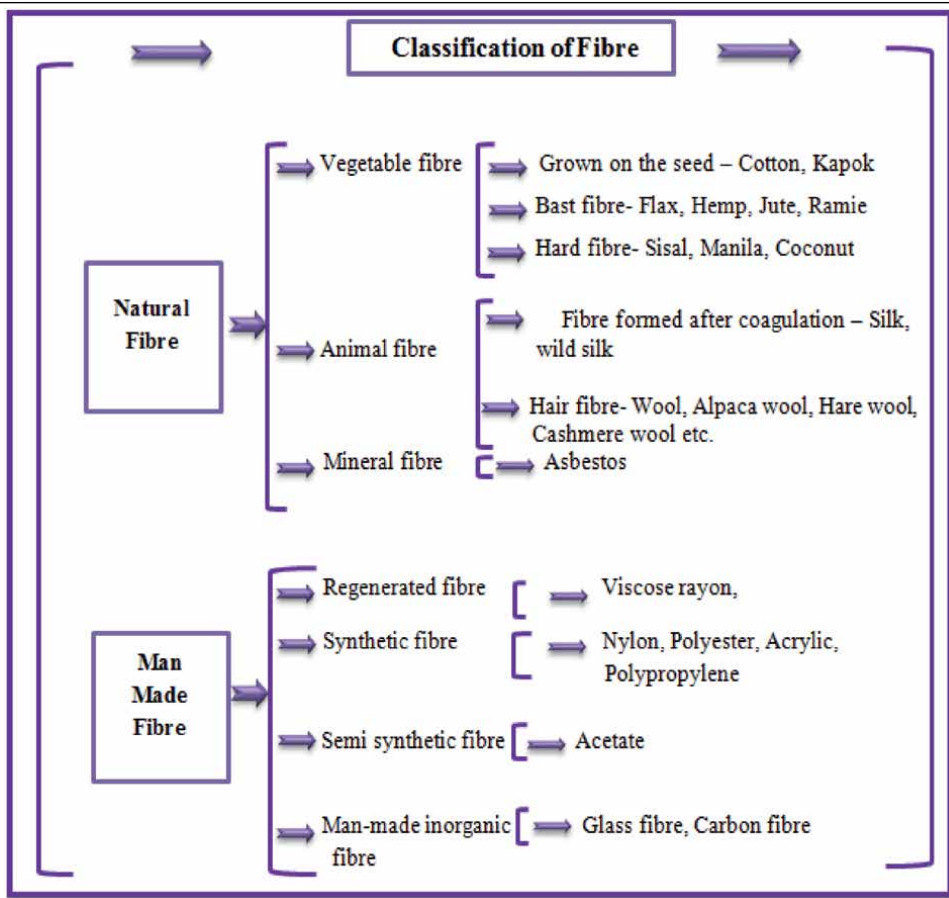 Classification of Fibre
Natural
Fibre
Vegetable fibre
Grown on the seed – Cotton, Kapok
Bast fibre- Flax, Hemp, Jute, Ramie
Hard fibre- Sisal, Manila, Coconut
Animal fibre
Fibre formed after coagulation – Silk,
wild silk
Hair fibre- Wool, Alpaca wool, Hare wool,
Cashmere wool etc.
Mineral fibre
Asbestos
Man
Made
Fibre
Regenerated fibre
Viscose rayon,
Synthetic fibre
Nylon, Polyester, Acrylic,
Polypropylene
Semi synthetic fibre
Acetate
Man-made inorganic
fibre
Glass fibre, Carbon fibre